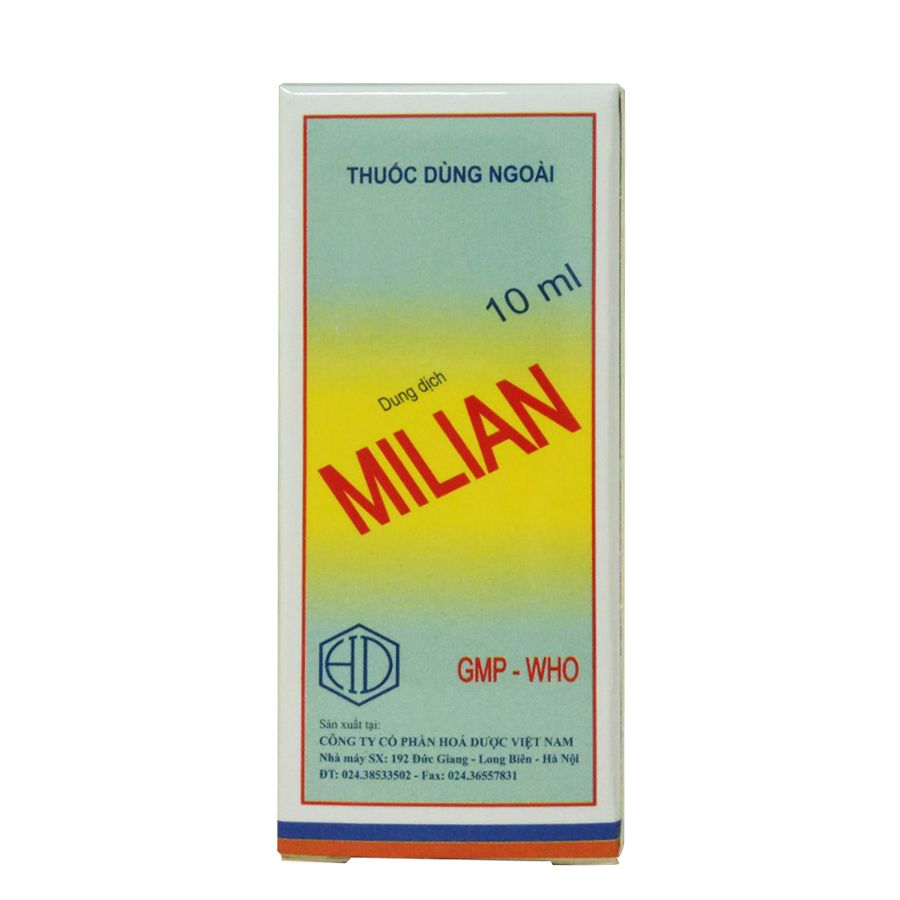 THUỐC DÙNG NGOÀI
10 ml
Dung dịch
MILIAN
HD
GMP - WHO
Sản xuất tại:
CÔNG TY CỔ PHẦN HOÁ DƯỢC VIỆT NAM
Nhà máy SX: 192 Đức Giang - Long Biên - Hà Nội
ĐT: 024.38533502 - Fax: 024.36557831